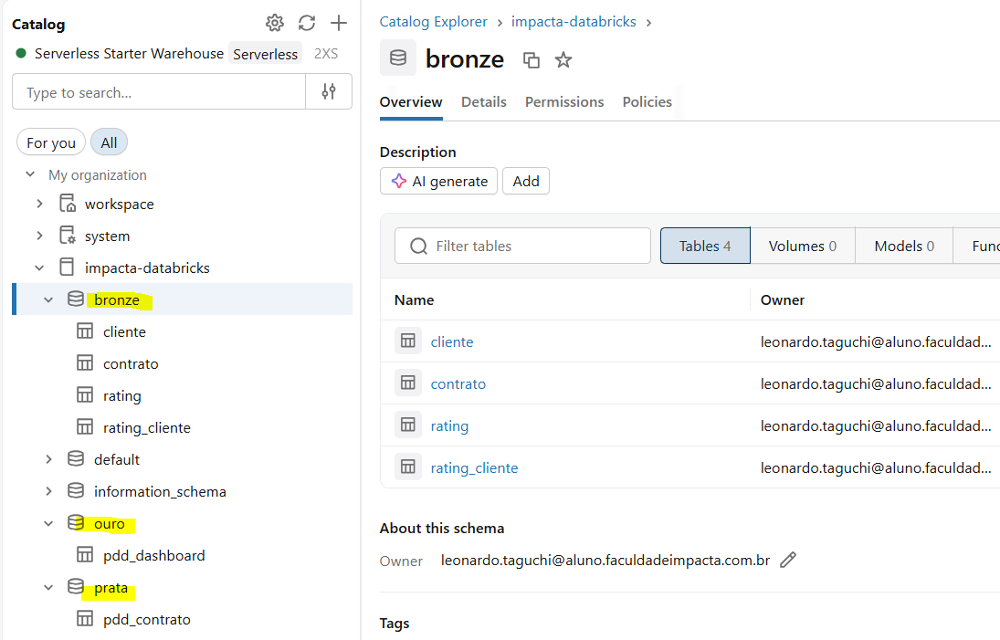 Catalog
Serverless Starter Warehouse Serverless 2XS
Type to search...
For you All
My organization
workspace
system
impacta-databricks
bronze
cliente
contrato
rating
rating_cliente
default
information_schema
ouro
pdd_dashboard
prata
pdd_contrato
Catalog Explorer › impacta-databricks ›
bronze
Overview Details Permissions Policies
Description
AI generate Add
Filter tables Tables 4 Volumes 0 Models 0 Func
Name Owner
cliente leonardo.taguchi@aluno.faculdad...
contrato leonardo.taguchi@aluno.faculdad...
rating leonardo.taguchi@aluno.faculdad...
rating_cliente leonardo.taguchi@aluno.faculdad...
About this schema
Owner leonardo.taguchi@aluno.faculdadeimpacta.com.br
Tags